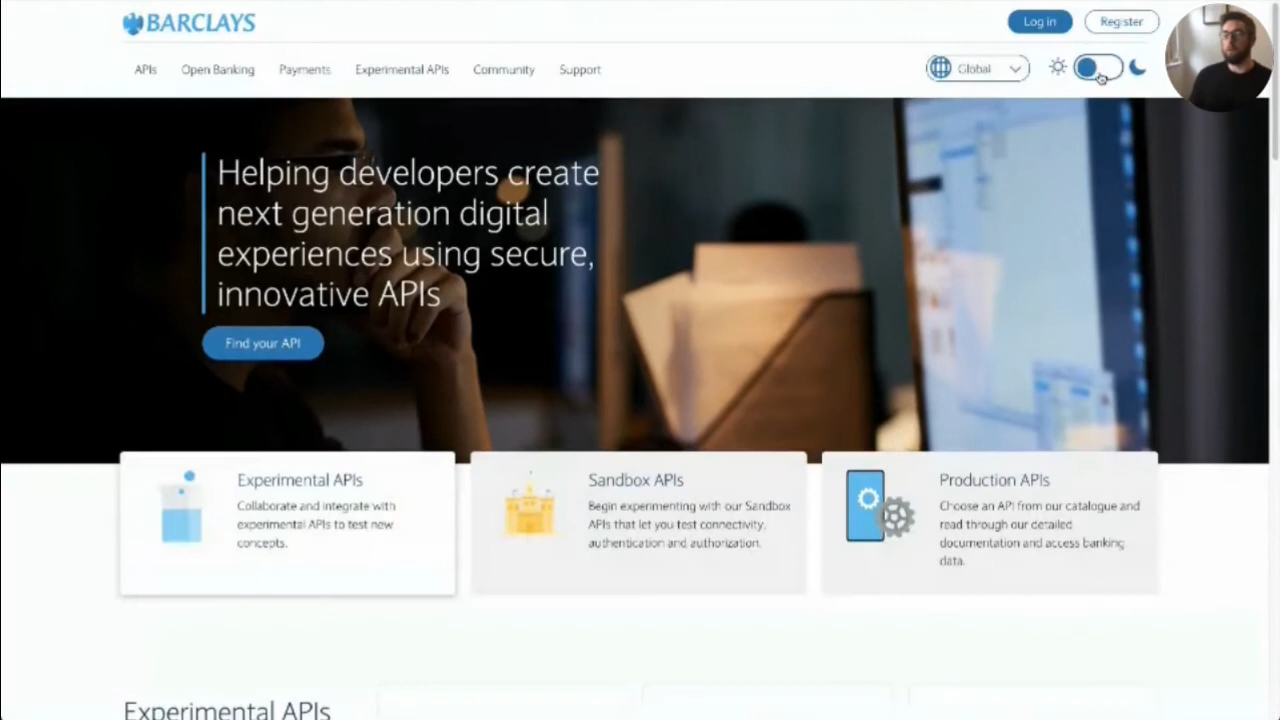 BARCLAYS
Log in
Register
APIs
Open Banking
Payments
Experimental APIs
Community
Support
Global
Helping developers create
next generation digital
experiences using secure,
innovative APIs
Find your API
Experimental APIs
Collaborate and integrate with
experimental APIs to test new
concepts.
Sandbox APIs
Begin experimenting with our Sandbox
APIs that let you test connectivity,
authentication and authorization.
Production APIs
Choose an API from our catalogue and
read through our detailed
documentation and access banking
data.
Experimental APIs